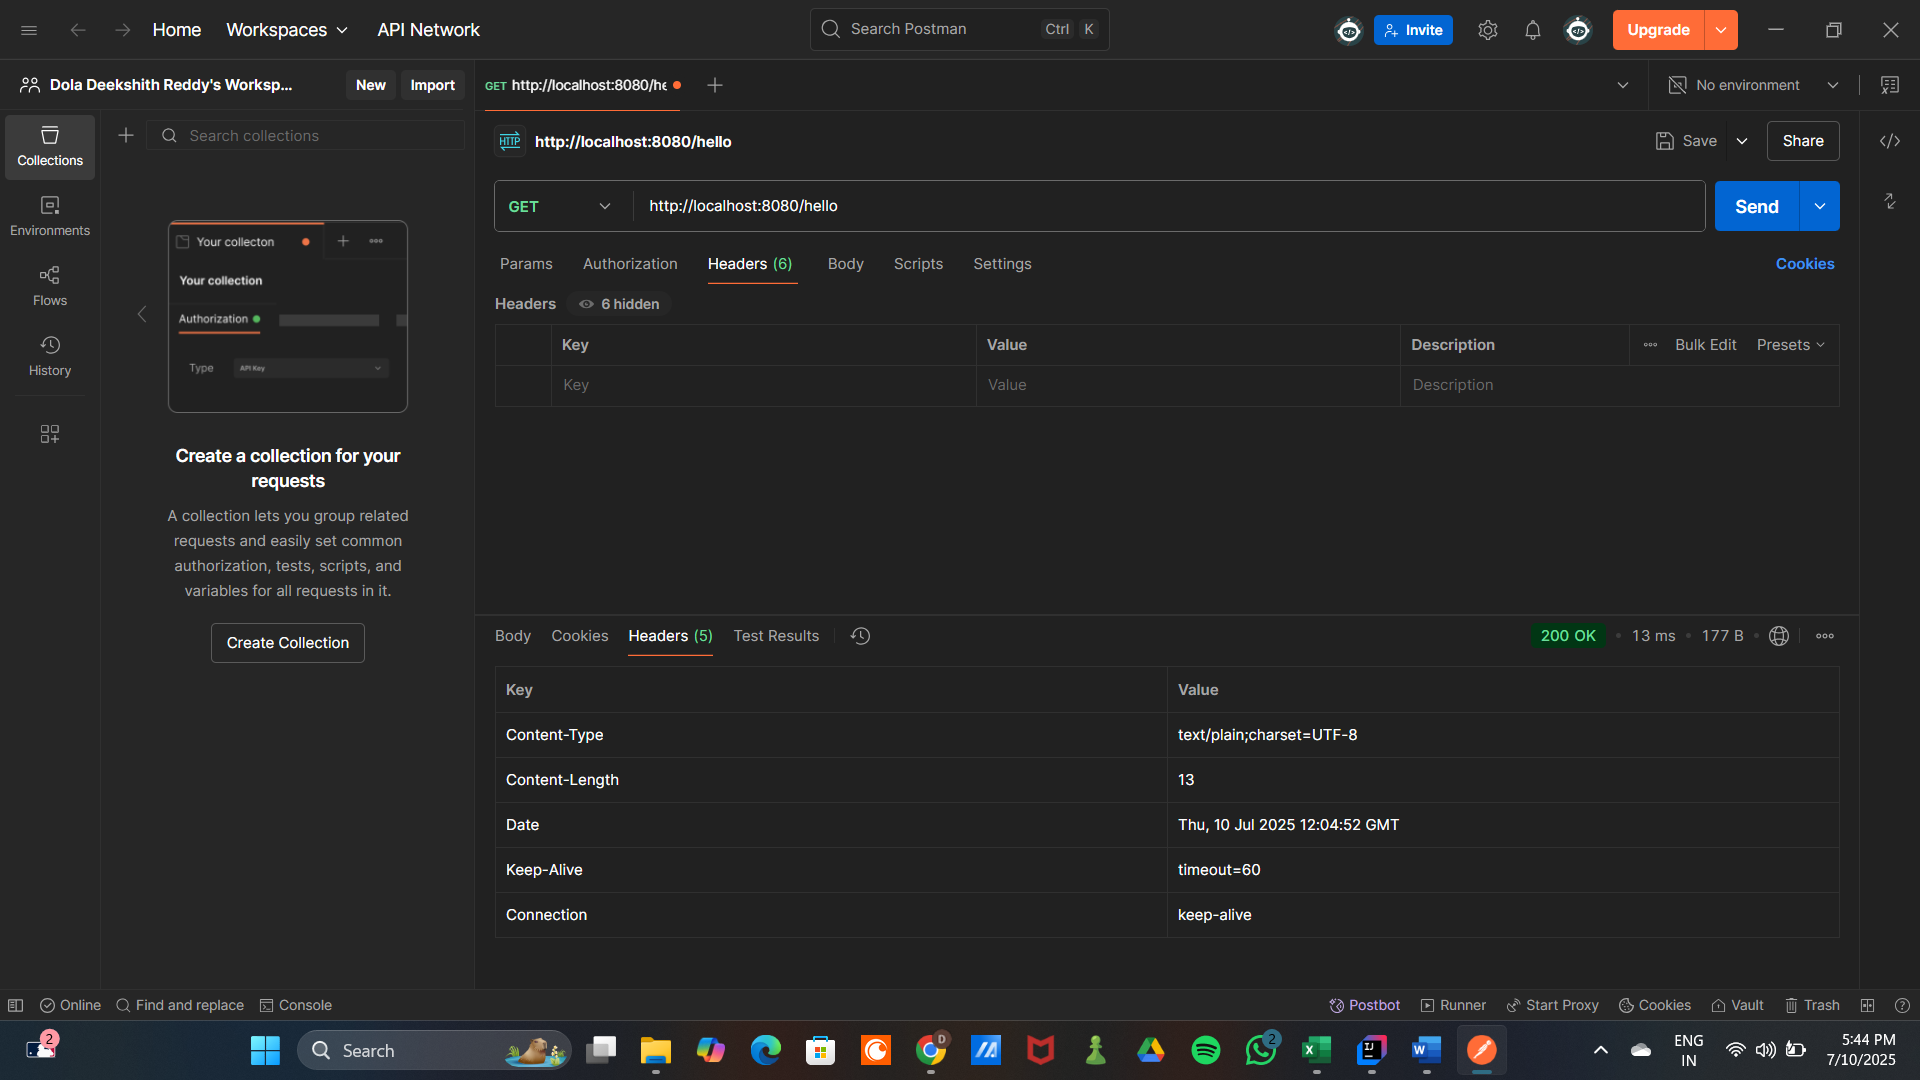 Home Workspaces API Network Search Postman Ctrl K Invite Upgrade
Dola Deekshith Reddy's Worksp... New Import GET http://localhost:8080/he No environment
Collections
Environments
Flows
History
Search collections
Your collecton
Your collection
Authorization
Type API Key
Create a collection for your
requests
A collection lets you group related
requests and easily set common
authorization, tests, scripts, and
variables for all requests in it.
Create Collection
HTTP http://localhost:8080/hello Save Share
GET http://localhost:8080/hello Send
Params Authorization Headers (6) Body Scripts Settings Cookies
Headers 6 hidden
Key Value Description Bulk Edit Presets
Key Value Description
Body Cookies Headers (5) Test Results 200 OK 13 ms 177 B
Key Value
Content-Type text/plain;charset=UTF-8
Content-Length 13
Date Thu, 10 Jul 2025 12:04:52 GMT
Keep-Alive timeout=60
Connection keep-alive
Online Find and replace Console Postbot Runner Start Proxy Cookies Vault Trash
2 Search D 2 ENG 5:44 PM
IN 7/10/2025